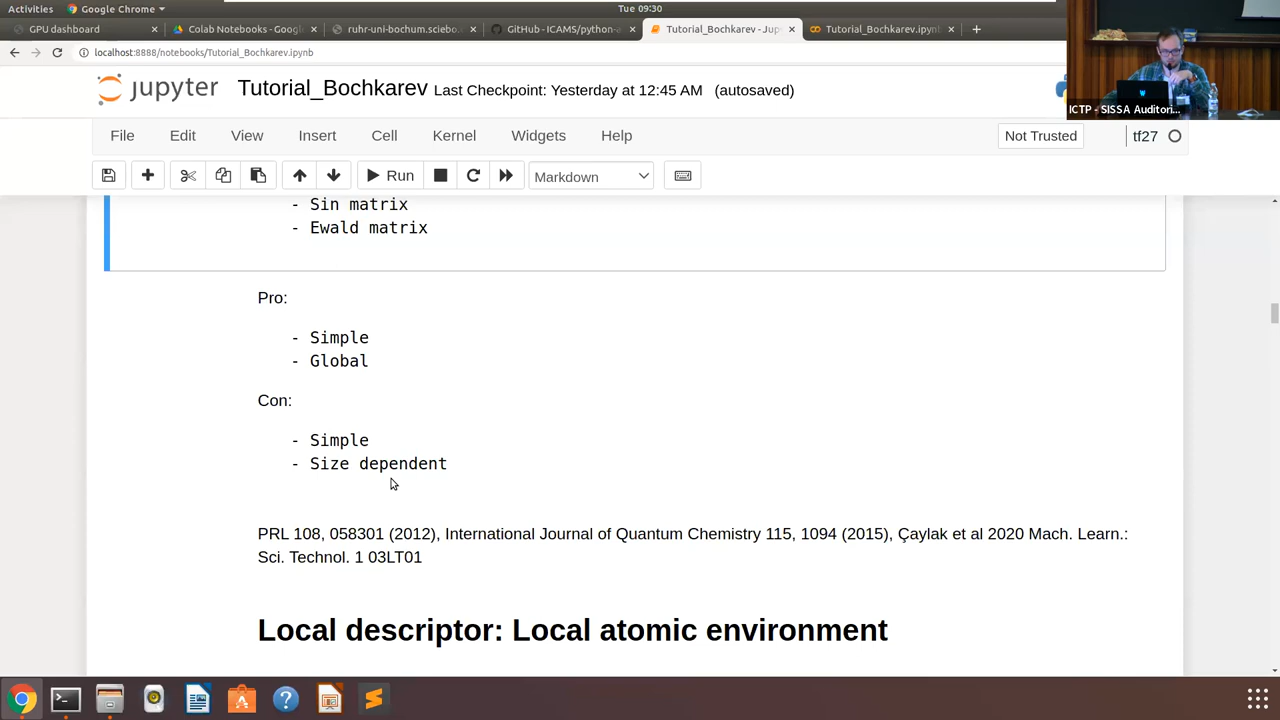 Activities
Google Chrome
Tue 09:30
GPU dashboard
Colab Notebooks - Goog
ruhr-uni-bochum.sciebo
GitHub - ICAMS/python-a
Tutorial_Bochkarev - Jup
Tutorial_Bochkarev.ipynb
localhost:8888/notebooks/Tutorial_Bochkarev.ipynb
jupyter
Tutorial_Bochkarev Last Checkpoint: Yesterday at 12:45 AM (autosaved)
ICTP - SISSA Auditori...
File Edit View Insert Cell Kernel Widgets Help
Not Trusted
tf27
Run
Markdown
- Sin matrix
- Ewald matrix
Pro:
- Simple
- Global
Con:
- Simple
- Size dependent
PRL 108, 058301 (2012), International Journal of Quantum Chemistry 115, 1094 (2015), Çaylak et al 2020 Mach. Learn.:
Sci. Technol. 1 03LT01
Local descriptor: Local atomic environment